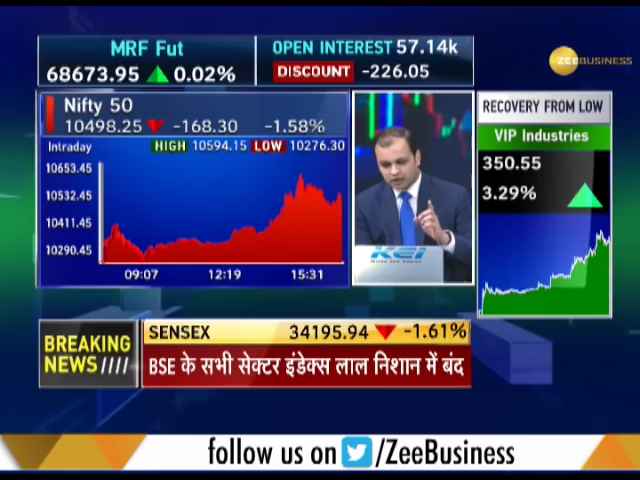 MRF Fut
68673.95 0.02%
OPEN INTEREST 57.14k
DISCOUNT -226.05
ZEEBUSINESS
Nifty 50
10498.25 -168.30 -1.58%
Intraday HIGH 10594.15 LOW 10276.30
10653.45
10532.45
10411.45
10290.45
09:07 12:19 15:31
KEI
RECOVERY FROM LOW
VIP Industries
350.55
3.29%
BREAKING
NEWS
SENSEX 34195.94 -1.61%
BSE के सभी सेक्टर इंडेक्स लाल निशान में बंद
follow us on /ZeeBusiness